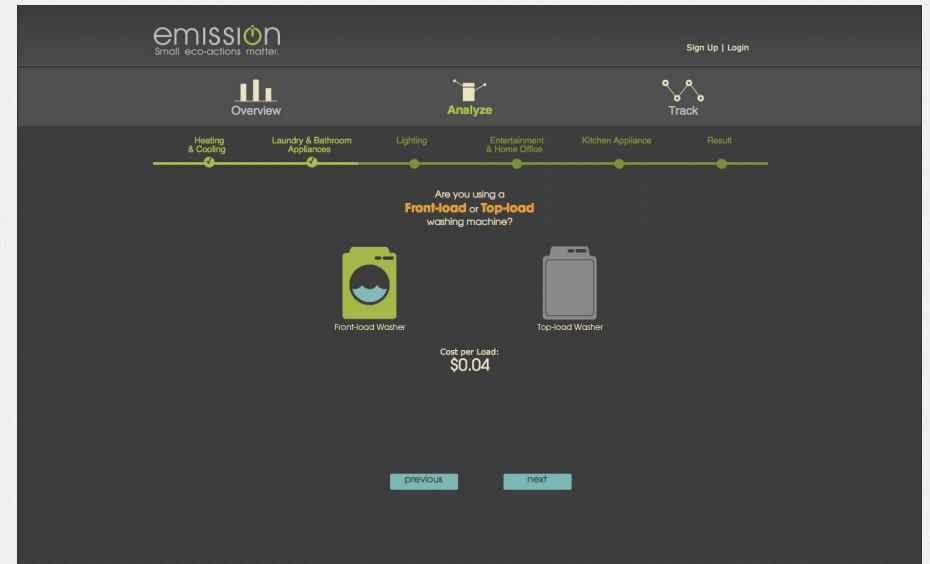 emission
Small eco-actions matter.
Sign Up | Login
Overview
Analyze
Track
Heating
& Cooling
Laundry & Bathroom
Appliances
Lighting
Entertainment
& Home Office
Kitchen Appliance
Result
Are you using a
Front-load or Top-load
washing machine?
Front-load Washer
Top-load Washer
Cost per Load:
$0.04
previous
next